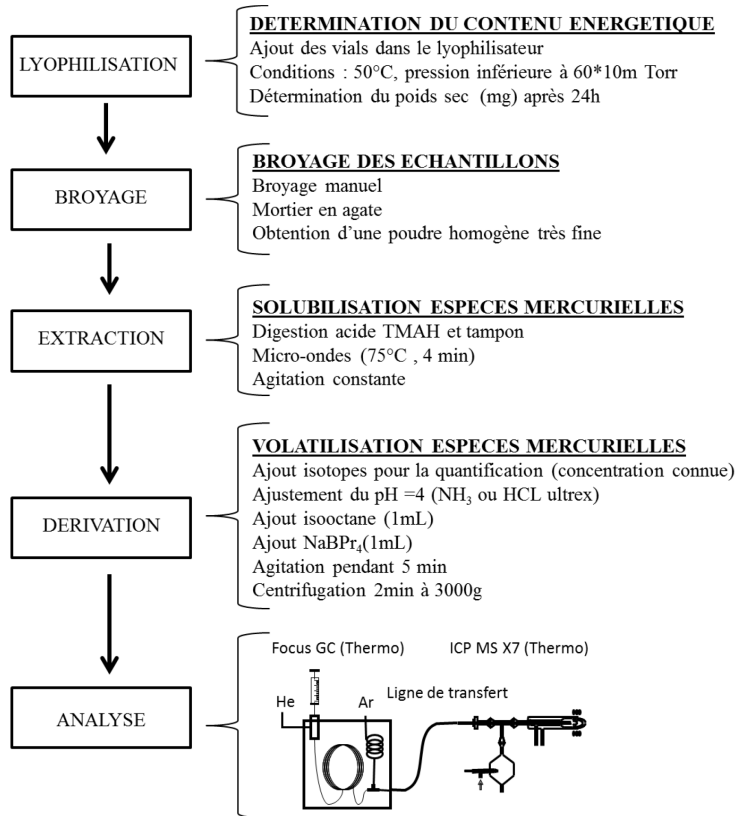 LYOPHILISATION
DETERMINATION DU CONTENU ENERGETIQUE
Ajout des vials dans le lyophilisateur
Conditions : 50°C, pression inférieure à 60*10m Torr
Détermination du poids sec (mg) après 24h
BROYAGE
BROYAGE DES ECHANTILLONS
Broyage manuel
Mortier en agate
Obtention d'une poudre homogène très fine
EXTRACTION
SOLUBILISATION ESPECES MERCURIELLES
Digestion acide TMAH et tampon
Micro-ondes (75°C , 4 min)
Agitation constante
DERIVATION
VOLATILISATION ESPECES MERCURIELLES
Ajout isotopes pour la quantification (concentration connue)
Ajustement du pH =4 (NH₃ ou HCL ultrex)
Ajout isooctane (1mL)
Ajout NaBPr₄(1mL)
Agitation pendant 5 min
Centrifugation 2min à 3000g
ANALYSE
Focus GC (Thermo)
ICP MS X7 (Thermo)
Ligne de transfert
He
Ar